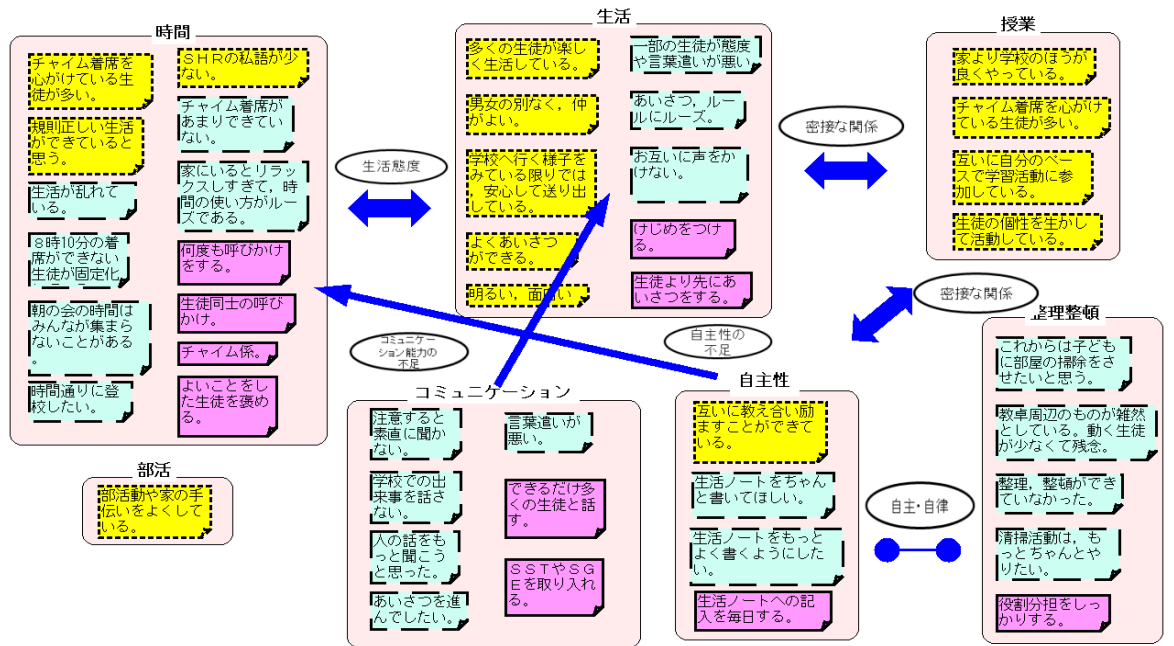 時間
チャイム着席を
心がけている生
徒が多い。
規則正しい生活
ができていると
思う。
生活が乱れて
いる。
8時10分の着
席ができない
生徒が固定化
朝の会の時間は
みんなが集まら
ないことがある
。
時間通りに登
校したい。
SHRの私語が少
ない。
チャイム着席が
あまりできてい
ない。
家にいるとリラッ
クスしすぎて,時
間の使い方がルー
ズである。
何度も呼びかけ
をする。
生徒同士の呼び
かけ。
チャイム係。
よいことをし
た生徒を褒め
る。
部活
部活動や家の手
伝いをよくして
いる。
生活態度
生活
多くの生徒が楽し
く生活している。
男女の別なく,仲
がよい。
学校へ行く様子を
みている限りでは
,安心して送り出
している。
よくあいさつ
ができる。
明るい,面白い
一部の生徒が態度
や言葉遣いが悪い
あいさつ,ルー
ルにルーズ。
お互いに声をか
けない。
けじめをつけ
る。
生徒より先にあ
いさつをする。
密接な関係
授業
家より学校のほうが
良くやっている。
チャイム着席を心がけ
ている生徒が多い。
互いに自分のペー
スで学習活動に参
加している。
生徒の個性を生かし
て活動している。
密接な関係
コミュニケー
ション能力の
不足
自主性の
不足
コミュニケーション
注意すると
素直に聞か
ない。
学校での出
来事を話さ
ない。
人の話をも
っと聞こう
と思った。
あいさつを進
んでしたい。
言葉遣いが
悪い。
できるだけ多
くの生徒と話
す。
SSTやSG
Eを取り入れ
る。
自主性
互いに教え合い励
ますことができて
いる。
生活ノートをちゃん
と書いてほしい。
生活ノートをもっと
よく書くようにした
い。
生活ノートへの記
入を毎日する。
自主・自律
整理整頓
これからは子ども
に部屋の掃除をさ
せたいと思う。
教卓周辺のものが雑然
としている。動く生徒
が少なくて残念。
整理,整頓ができ
ていなかった。
清掃活動は,も
っとちゃんとや
りたい。
役割分担をしっ
かりする。